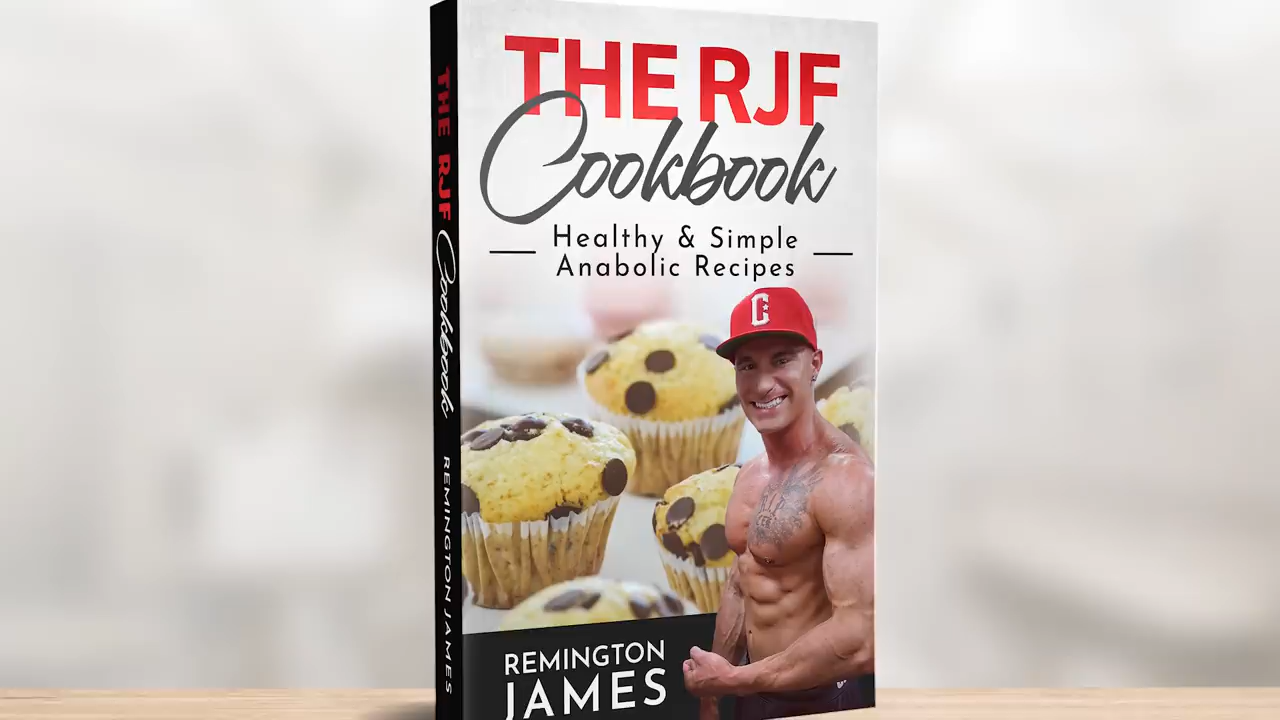 THE RJF
Cookbook
Healthy & Simple
Anabolic Recipes
C
REMINGTON
JAMES
THE RJF Cookbook REMINGTON JAMES